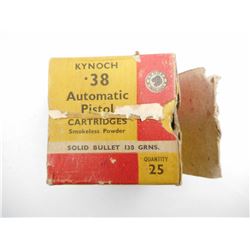 KYNOCH
·38
Automatic
Pistol
CARTRIDGES
Smokeless Powder
SOLID BULLET 130 GRNS.
QUANTITY
25